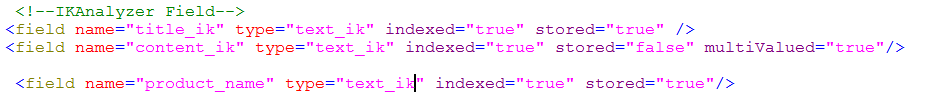 <!--IKAnalyzer Field-->
<field name="title_ik" type="text_ik" indexed="true" stored="true" />
<field name="content_ik" type="text_ik" indexed="true" stored="false" multiValued="true"/>
<field name="product_name" type="text_ik" indexed="true" stored="true"/>